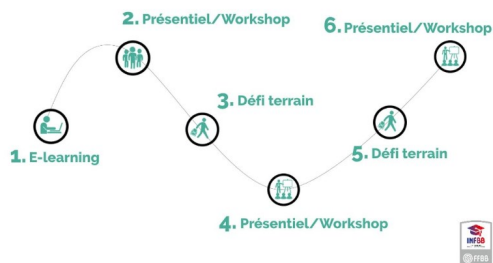 1. E-learning
2. Présentiel/Workshop
3. Défi terrain
4. Présentiel/Workshop
5. Défi terrain
6. Présentiel/Workshop
INFBB
FFBB